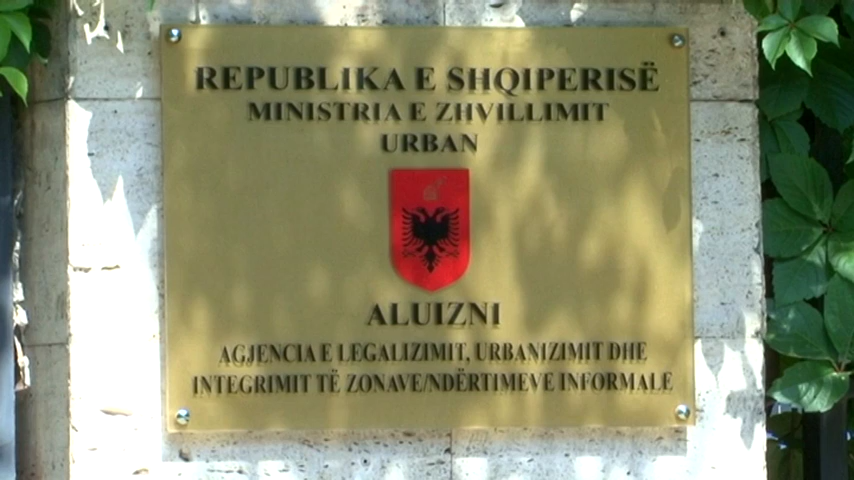 REPUBLIKA E SHQIPERISË
MINISTRIA E ZHVILLIMIT
URBAN
ALUIZNI
AGJENCIA E LEGALIZIMIT, URBANIZIMIT DHE
INTEGRIMIT TË ZONAVE/NDËRTIMEVE INFORMALE